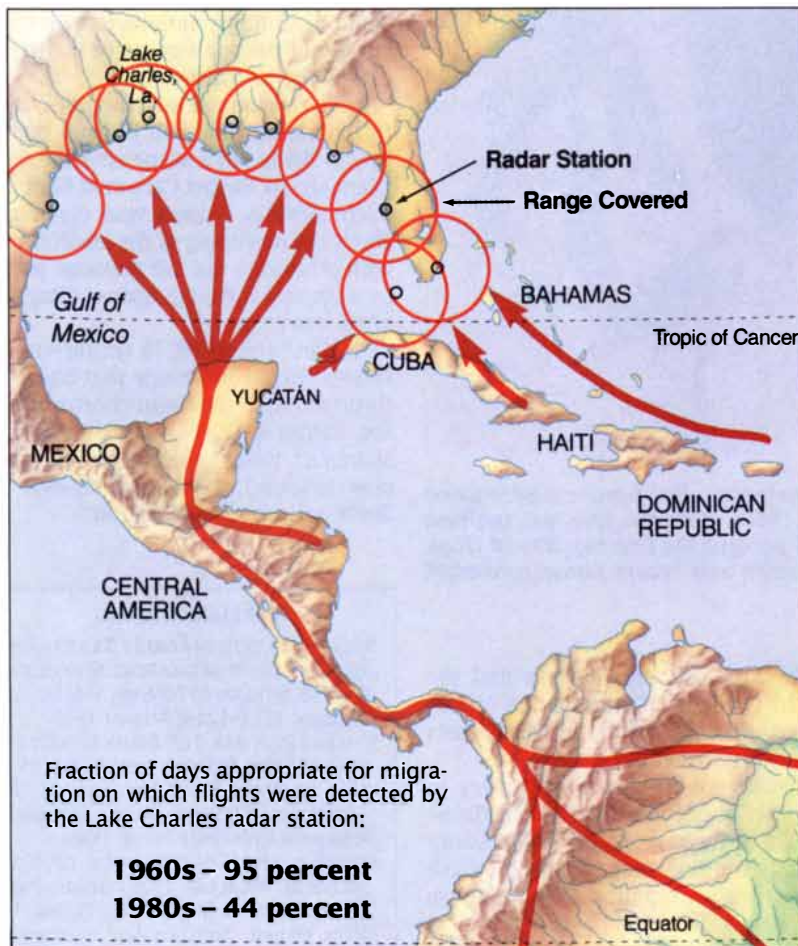 Lake
Charles,
La.
Radar Station
Range Covered
BAHAMAS
Gulf of
Mexico
Tropic of Cancer
CUBA
YUCATÁN
MEXICO
HAITI
DOMINICAN
REPUBLIC
CENTRAL
AMERICA
Fraction of days appropriate for migra-
tion on which flights were detected by
the Lake Charles radar station:
1960s – 95 percent
1980s – 44 percent
Equator